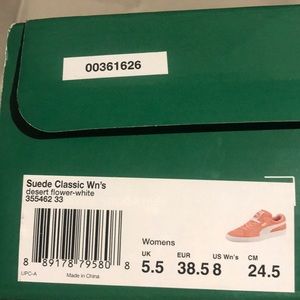 00361626
Suede Classic Wn's
desert flower-white
355462 33
Womens
UK EUR US Wn's CM
5.5 38.5 8 24.5
8 89178 79580 8
UPC-A Made in China